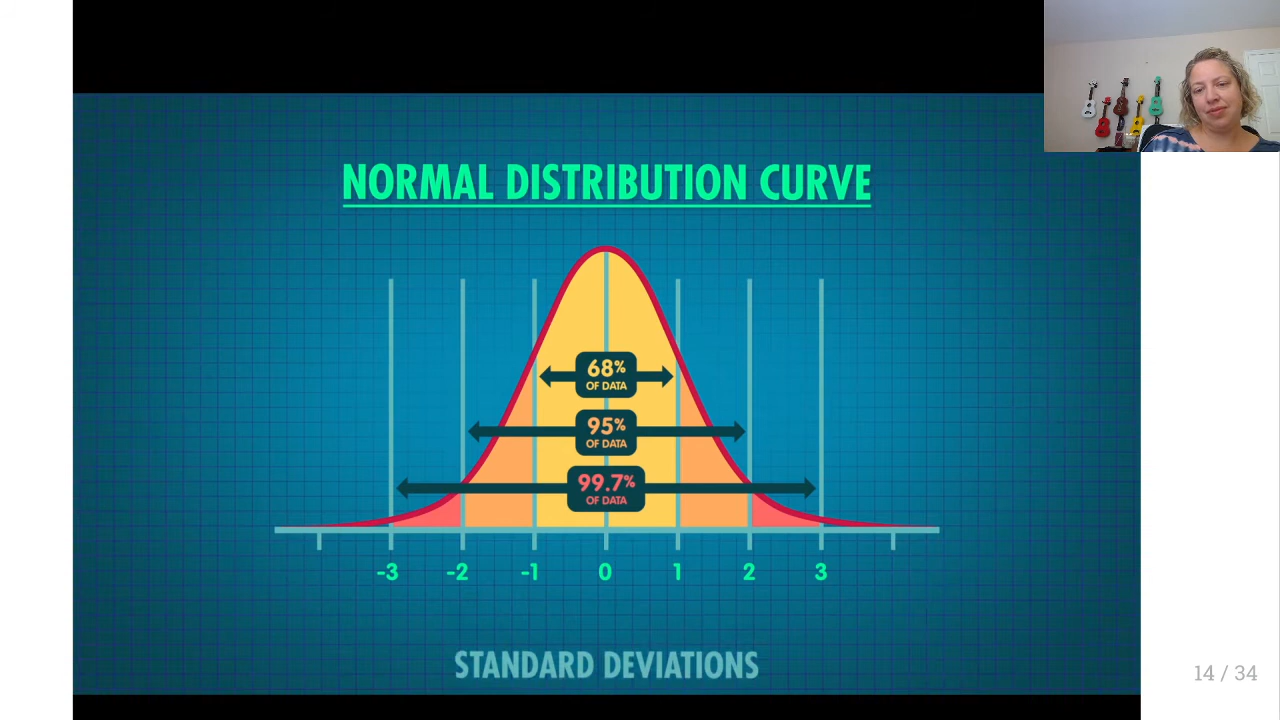 NORMAL DISTRIBUTION CURVE
68%
OF DATA
95%
OF DATA
99.7%
OF DATA
-3 -2 -1 0 1 2 3
STANDARD DEVIATIONS
14 / 34